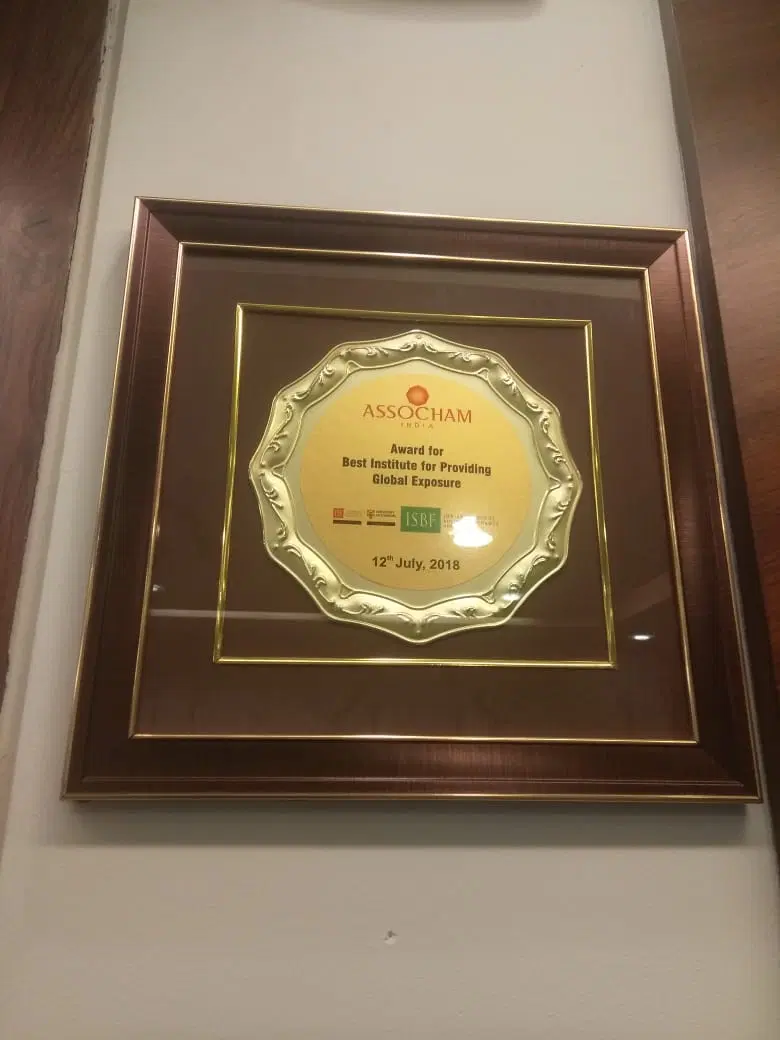 ASSOCHAM
INDIA
Award for
Best Institute for Providing
Global Exposure
ISBF
12th July, 2018